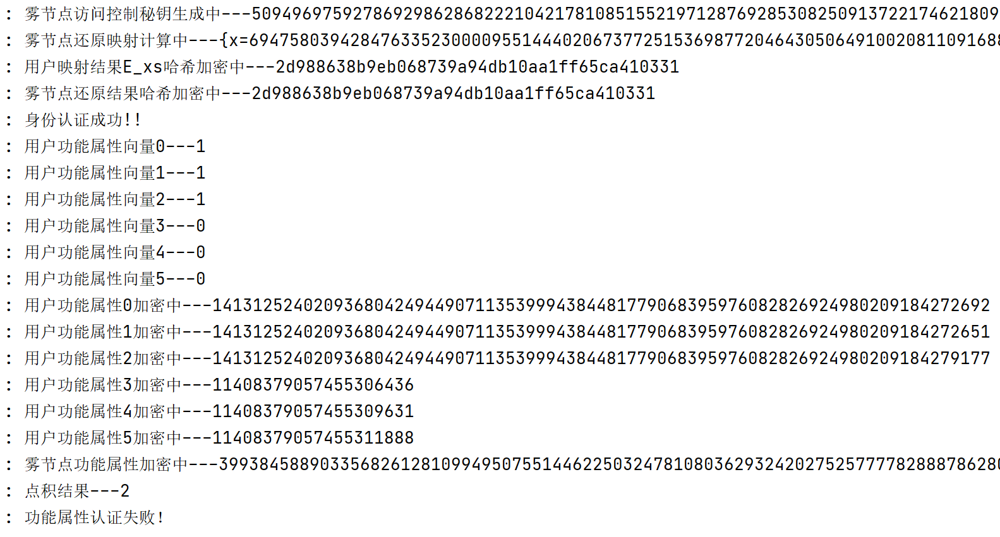 : 雾节点访问控制秘钥生成中---50949697592786929862868222104217810851552197128769285308250913722174621809
: 雾节点还原映射计算中---{x=69475803942847633523000095514440206737725153698772046430506491002081109168
: 用户映射结果E_xs哈希加密中---2d988638b9eb068739a94db10aa1ff65ca410331
: 雾节点还原结果哈希加密中---2d988638b9eb068739a94db10aa1ff65ca410331
: 身份认证成功!!
: 用户功能属性向量0---1
: 用户功能属性向量1---1
: 用户功能属性向量2---1
: 用户功能属性向量3---0
: 用户功能属性向量4---0
: 用户功能属性向量5---0
: 用户功能属性0加密中---14131252402093680424944907113539994384481779068395976082826924980209184272692
: 用户功能属性1加密中---14131252402093680424944907113539994384481779068395976082826924980209184272651
: 用户功能属性2加密中---14131252402093680424944907113539994384481779068395976082826924980209184279177
: 用户功能属性3加密中---11408379057455306436
: 用户功能属性4加密中---11408379057455309631
: 用户功能属性5加密中---11408379057455311888
: 雾节点功能属性加密中---3993845889033568261281099495075514462250324781080362932420275257777828887862
: 点积结果---2
: 功能属性认证失败!